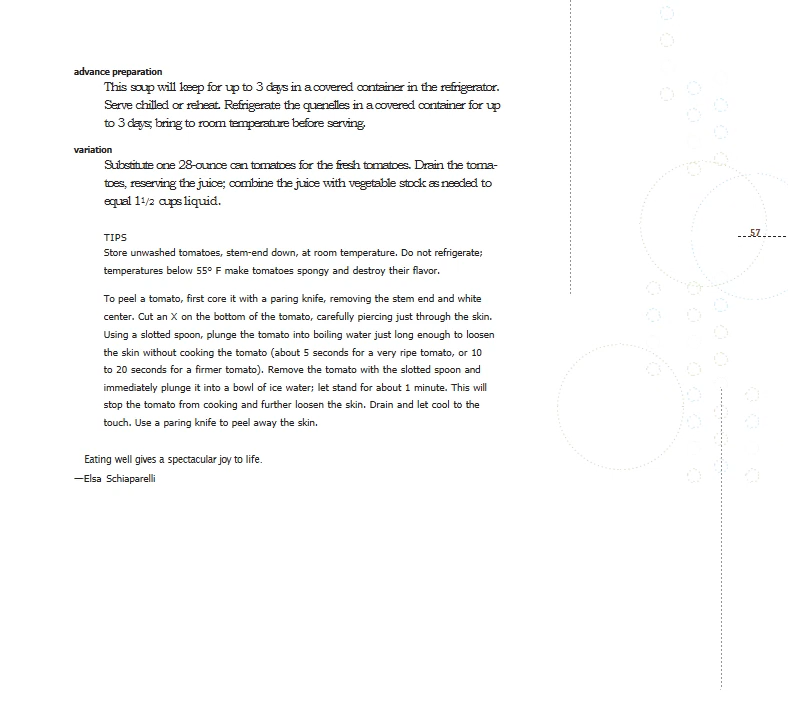 advance preparation
This soup will keep for up to 3 days in a covered container in the refrigerator.
Serve chilled or reheat. Refrigerate the quenelles in a covered container for up
to 3 days; bring to room temperature before serving.
variation
Substitute one 28-ounce can tomatoes for the fresh tomatoes. Drain the toma-
toes, reserving the juice; combine the juice with vegetable stock as needed to
equal 1 1/2 cups liquid.
57
TIPS
Store unwashed tomatoes, stem-end down, at room temperature. Do not refrigerate;
temperatures below 55° F make tomatoes spongy and destroy their flavor.
To peel a tomato, first core it with a paring knife, removing the stem end and white
center. Cut an X on the bottom of the tomato, carefully piercing just through the skin.
Using a slotted spoon, plunge the tomato into boiling water just long enough to loosen
the skin without cooking the tomato (about 5 seconds for a very ripe tomato, or 10
to 20 seconds for a firmer tomato). Remove the tomato with the slotted spoon and
immediately plunge it into a bowl of ice water; let stand for about 1 minute. This will
stop the tomato from cooking and further loosen the skin. Drain and let cool to the
touch. Use a paring knife to peel away the skin.
Eating well gives a spectacular joy to life.
—Elsa Schiaparelli